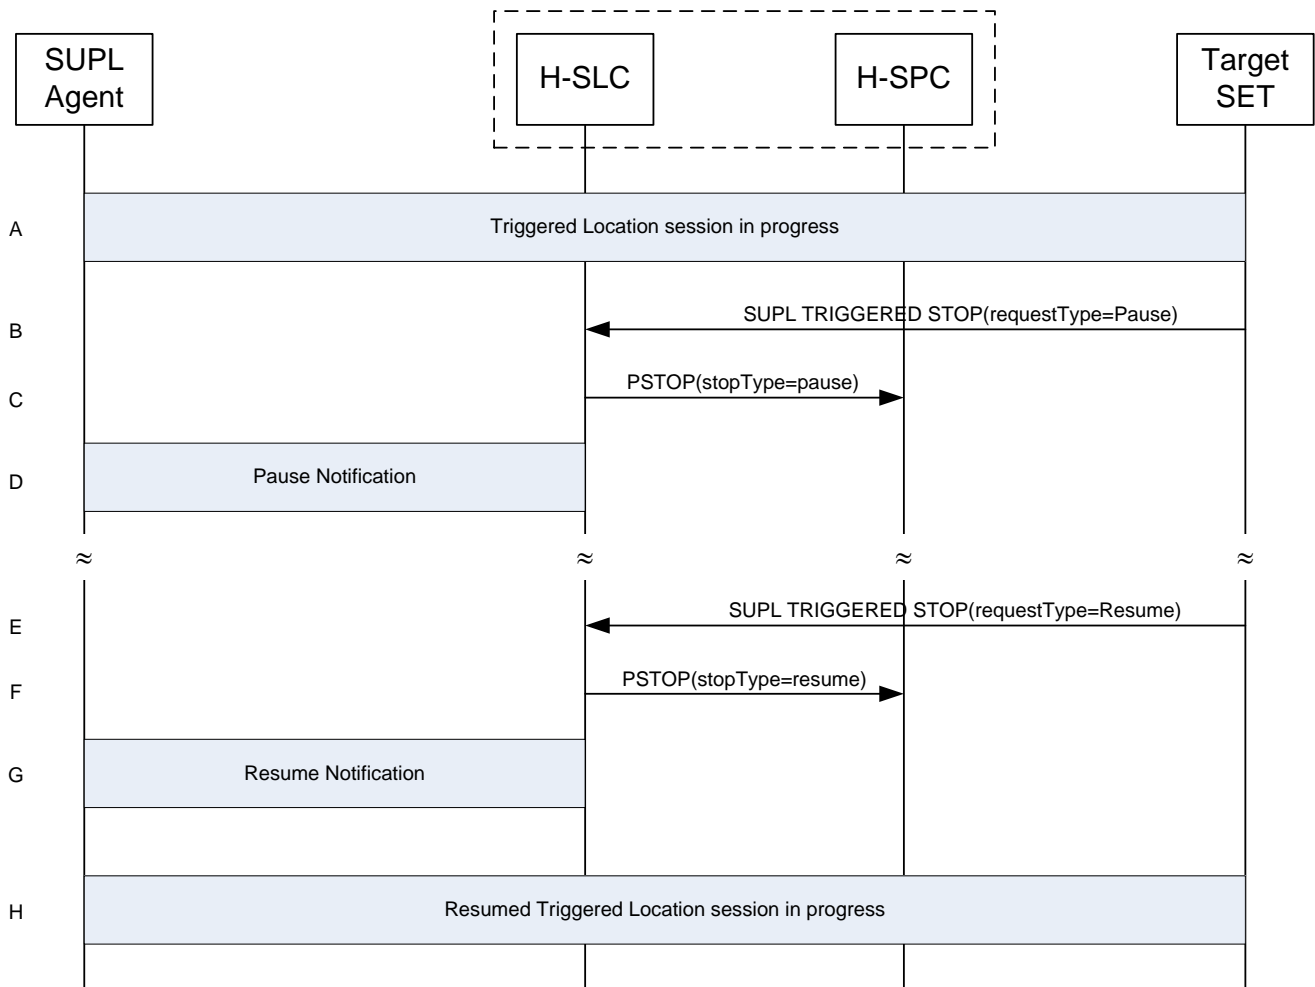 SUPL
Agent
H-SLC
H-SPC
Target
SET
A
Triggered Location session in progress
B
SUPL TRIGGERED STOP(requestType=Pause)
C
PSTOP(stopType=pause)
D
Pause Notification
≈ ≈ ≈ ≈
E
SUPL TRIGGERED STOP(requestType=Resume)
F
PSTOP(stopType=resume)
G
Resume Notification
H
Resumed Triggered Location session in progress